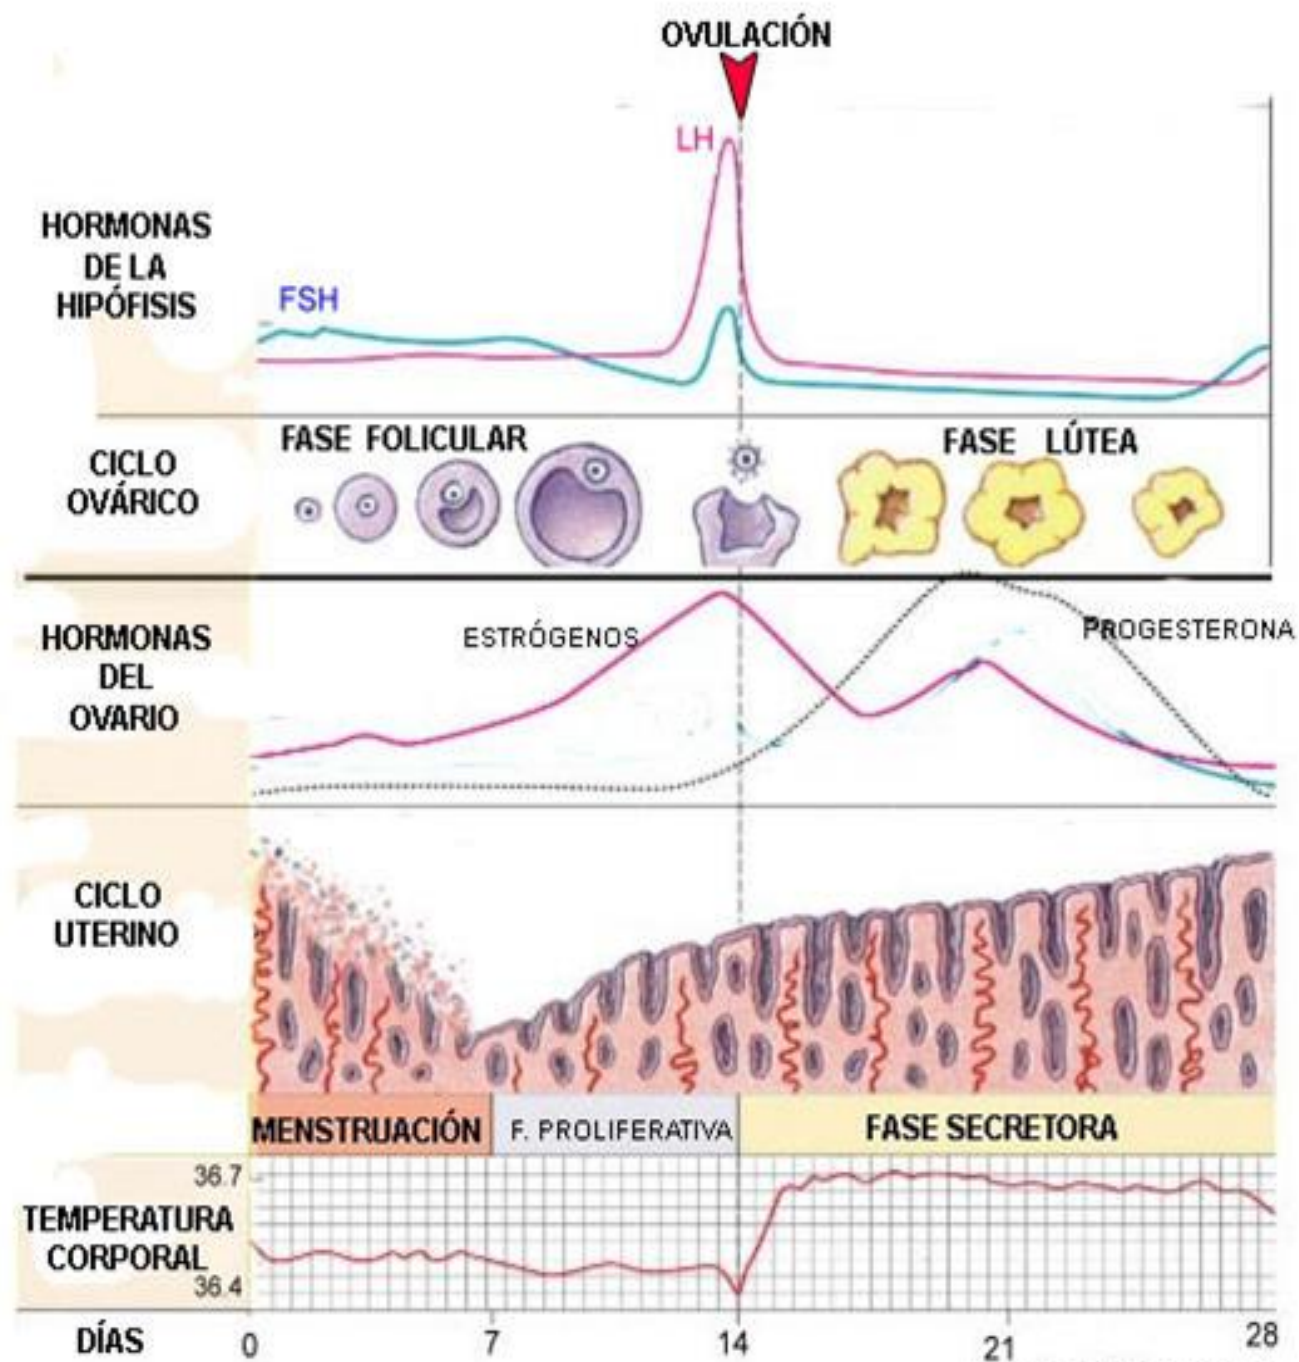 OVULACIÓN
LH
HORMONAS
DE LA
HIPÓFISIS
FSH
FASE FOLICULAR
FASE LÚTEA
CICLO
OVÁRICO
ESTRÓGENOS
PROGESTERONA
HORMONAS
DEL
OVARIO
CICLO
UTERINO
MENSTRUACIÓN
F. PROLIFERATIVA
FASE SECRETORA
36.7
TEMPERATURA
CORPORAL
36.4
DÍAS
0 7 14 21 28